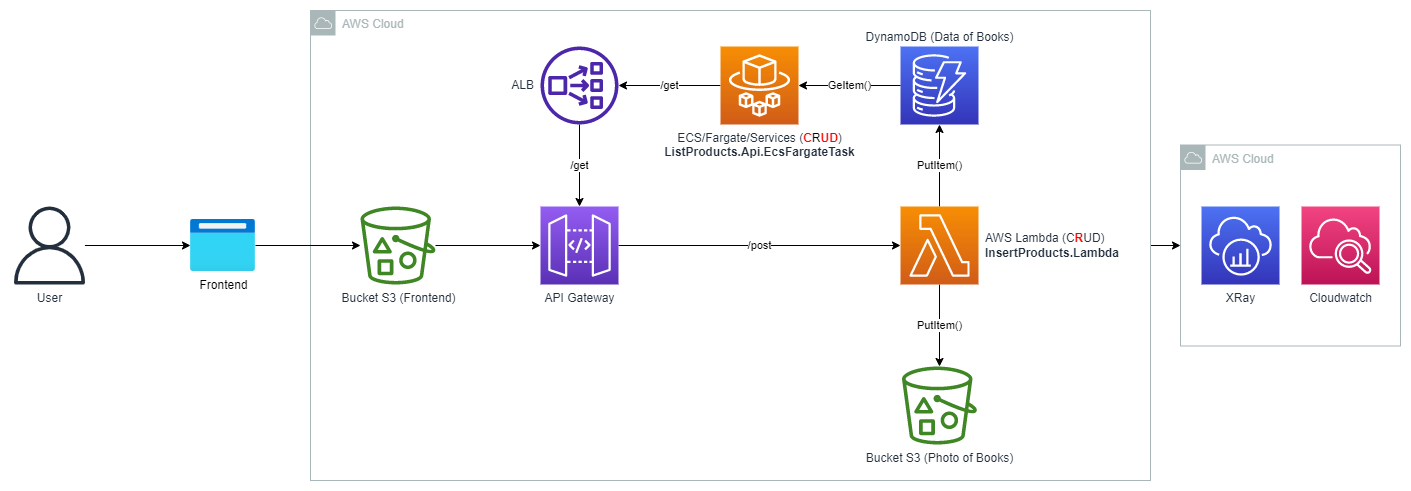 AWS Cloud
DynamoDB (Data of Books)
ALB
/get
GeItem()
ECS/Fargate/Services (CRUD)
ListProducts.Api.EcsFargateTask
/get
PutItem()
AWS Cloud
User
Frontend
Bucket S3 (Frontend)
API Gateway
/post
AWS Lambda (CRUD)
InsertProducts.Lambda
XRay
Cloudwatch
PutItem()
Bucket S3 (Photo of Books)